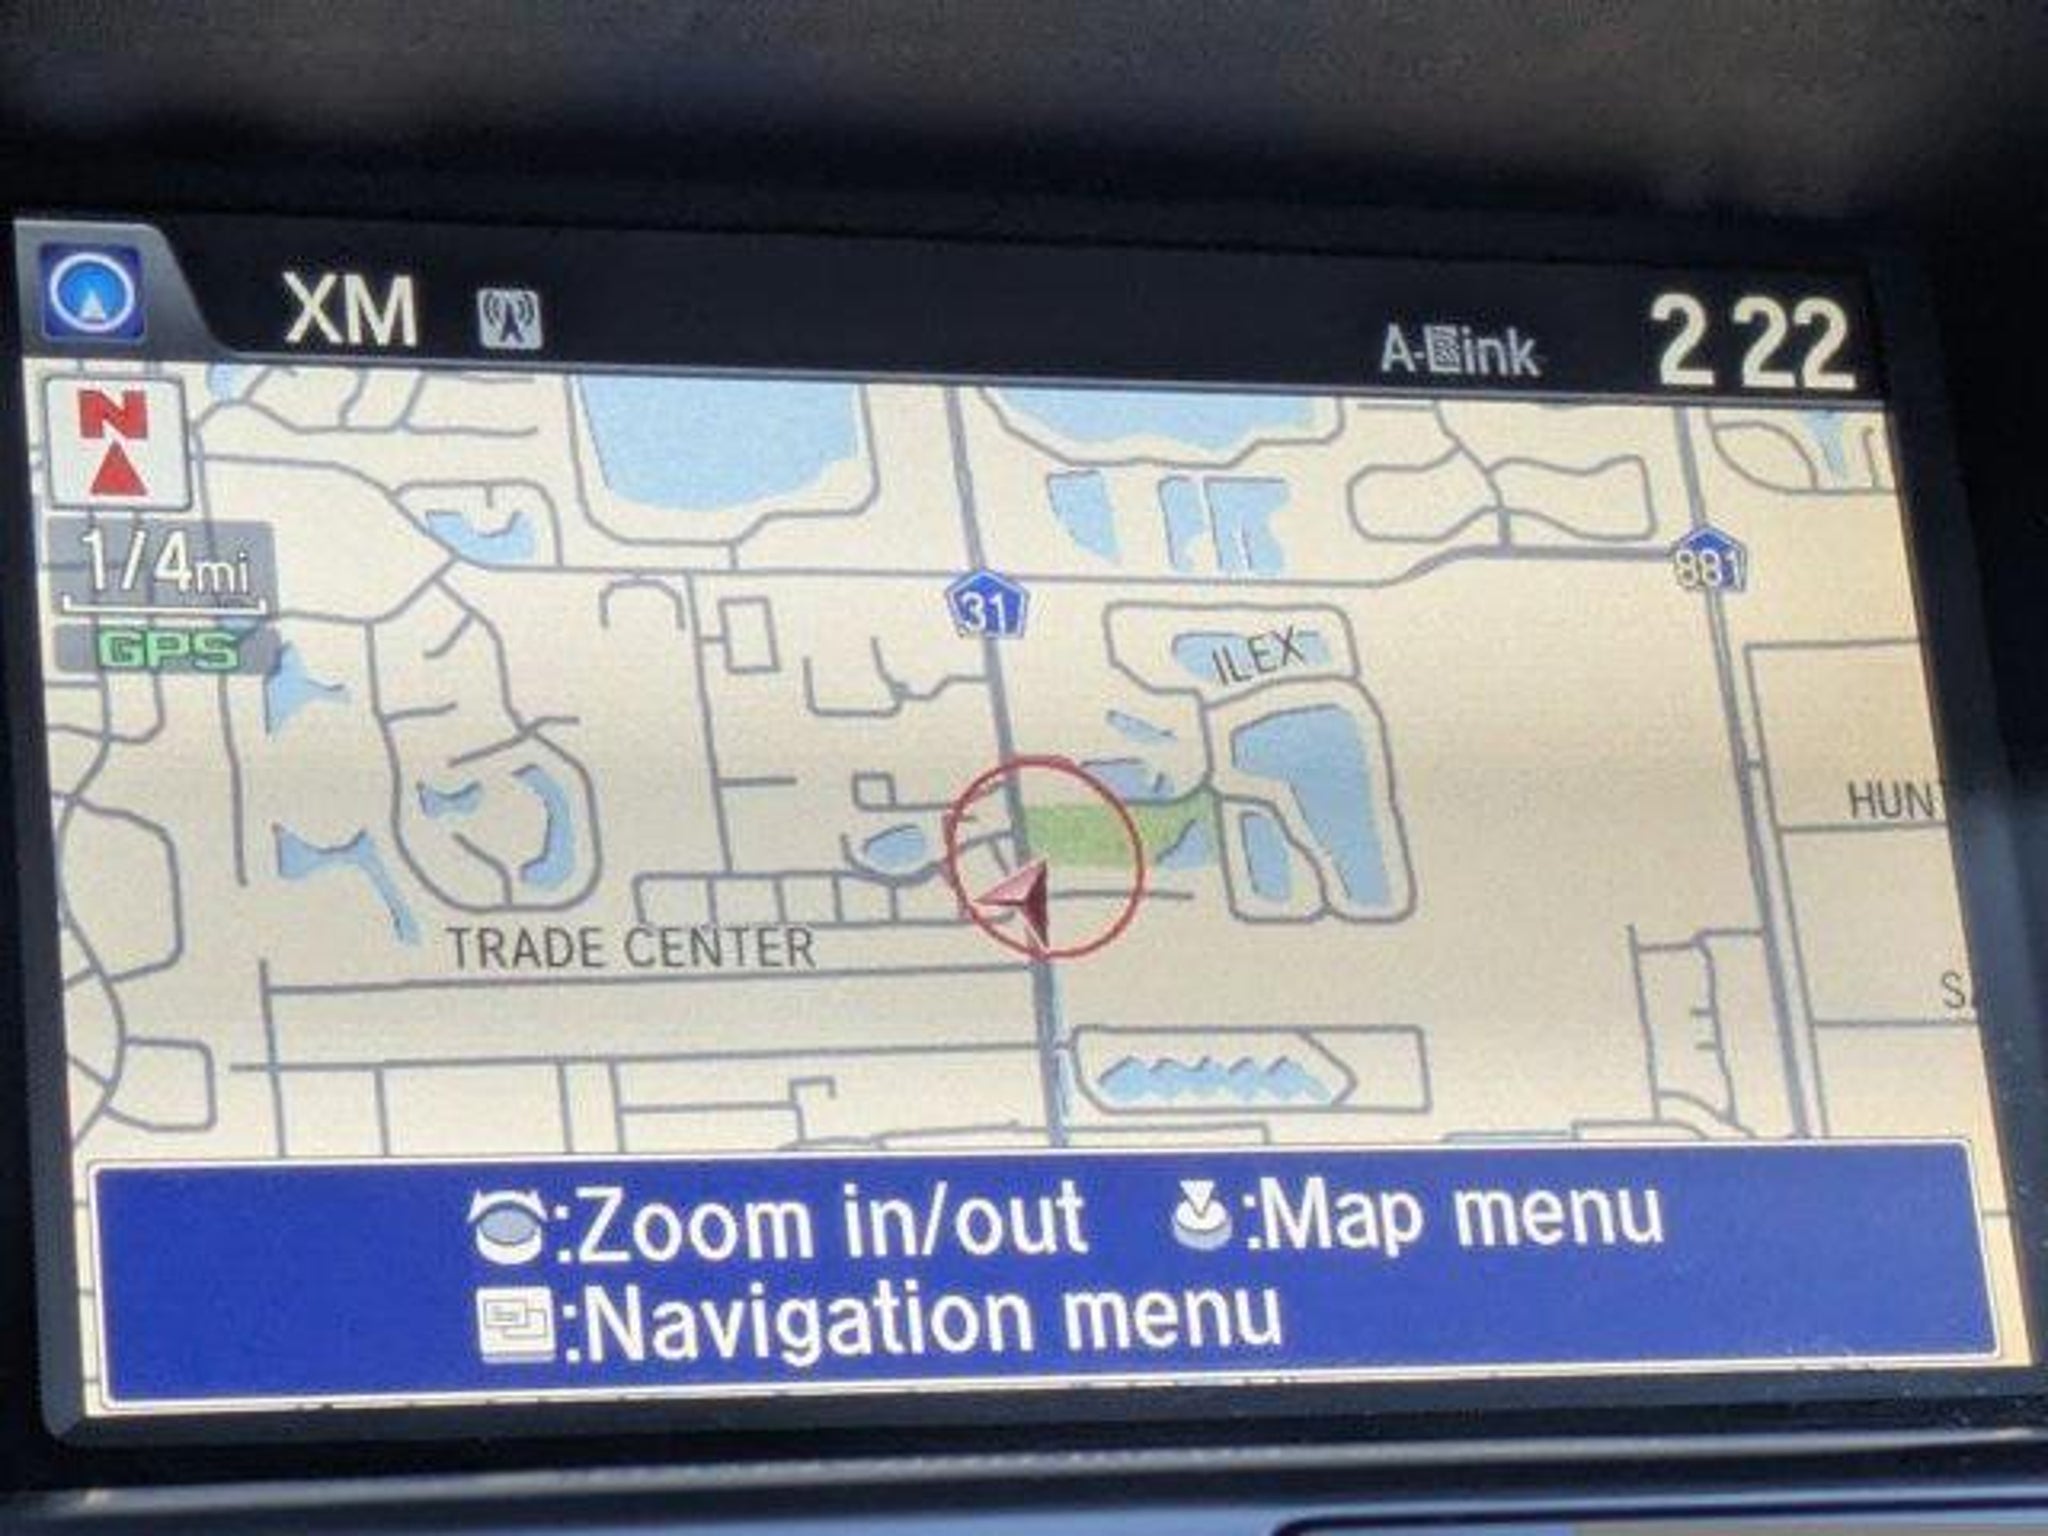 XM
A-Link
2 22
N
1/4mi
GPS
31
881
ILEX
HUNT
TRADE CENTER
S
:Zoom in/out :Map menu
:Navigation menu